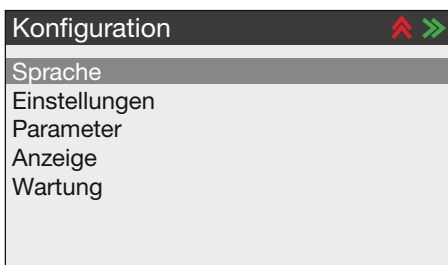 Konfiguration
Sprache
Einstellungen
Parameter
Anzeige
Wartung